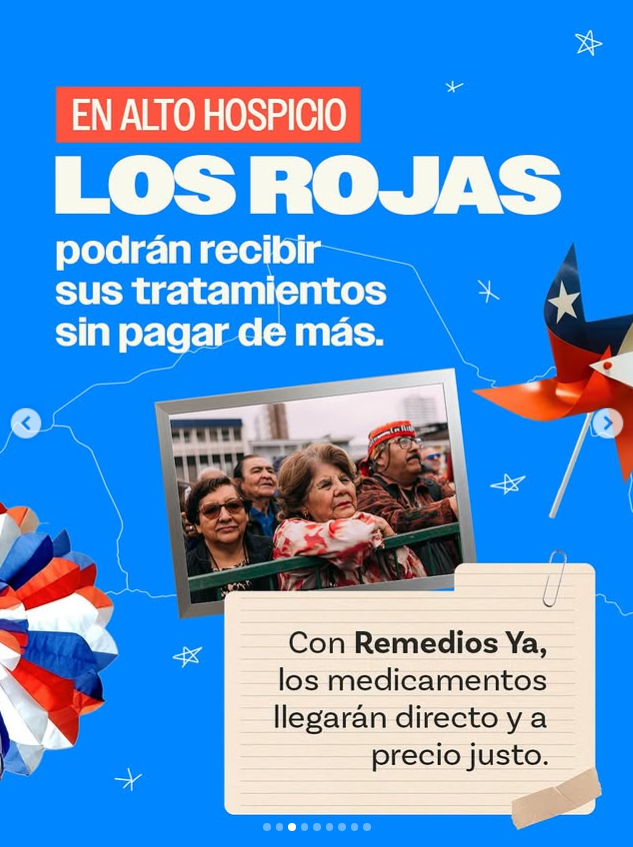 EN ALTO HOSPICIO
LOS ROJAS
podrán recibir
sus tratamientos
sin pagar de más.
Con Remedios Ya,
los medicamentos
llegarán directo y a
precio justo.